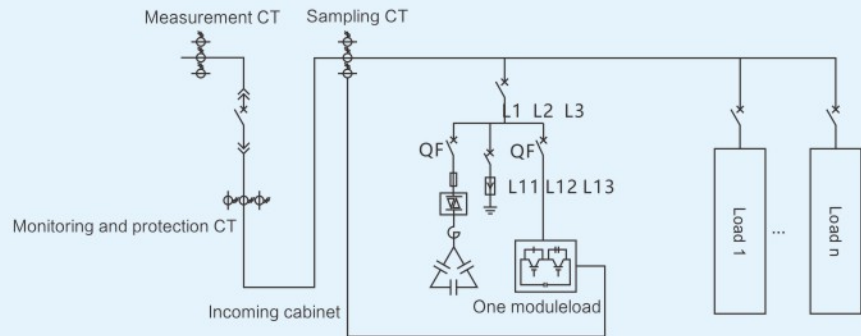 Measurement CT
Sampling CT
L1 L2 L3
QF
QF
L11 L12 L13
Monitoring and protection CT
Load 1
...
Load n
Incoming cabinet
One moduleload